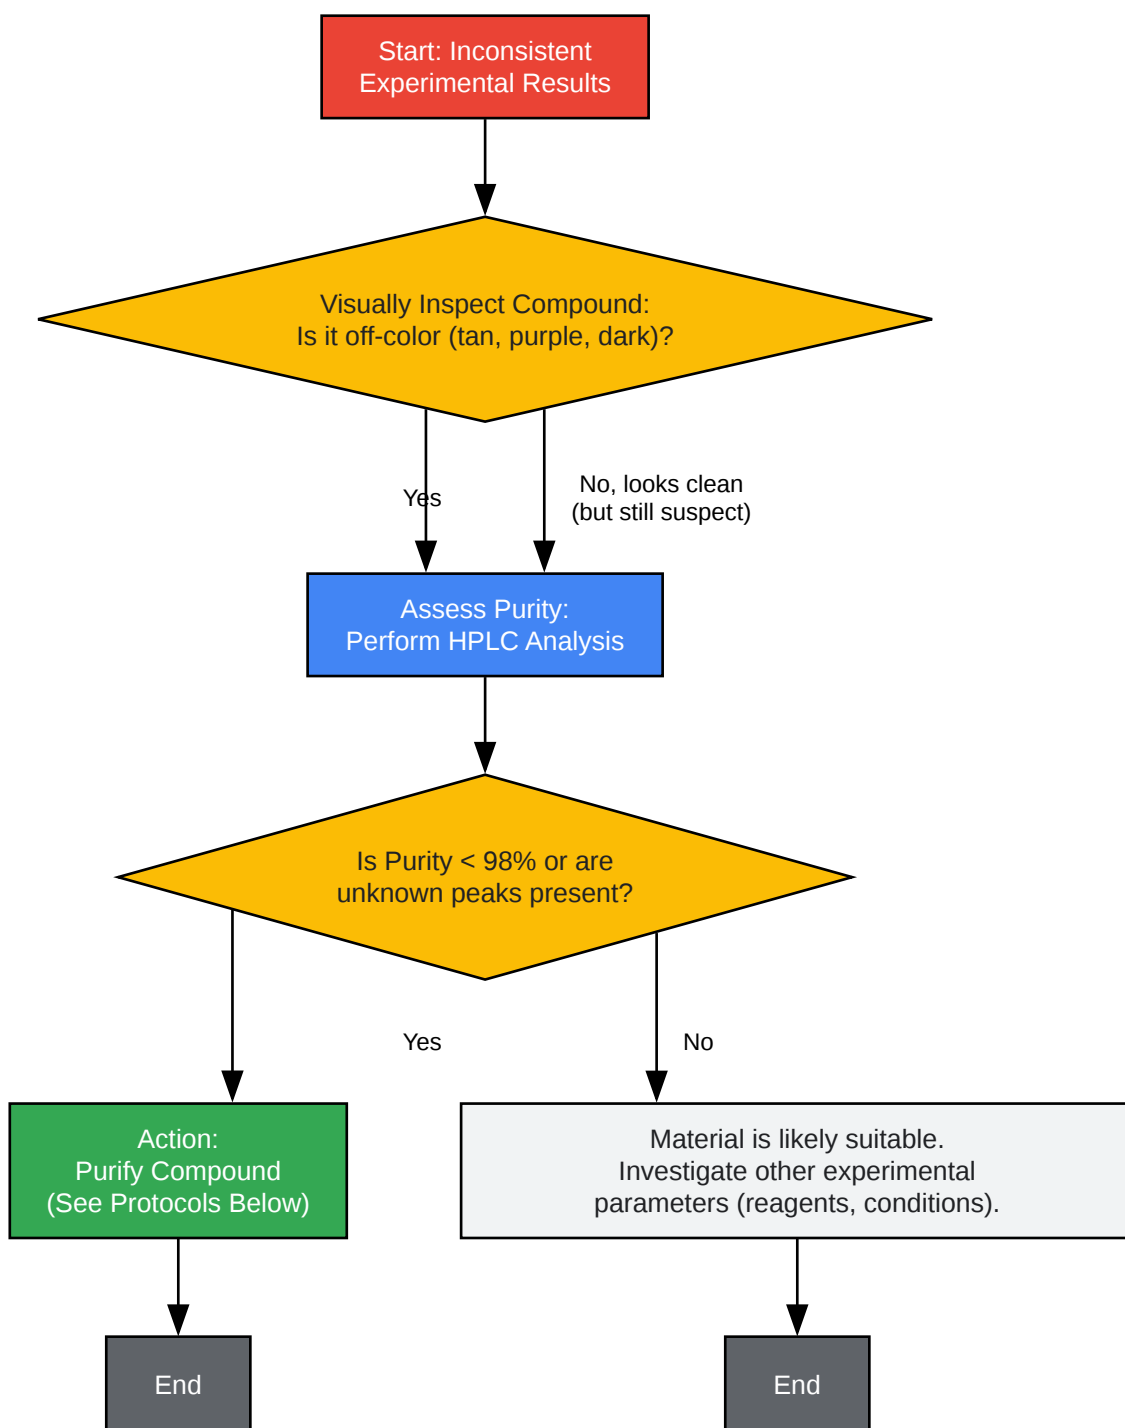 Start: Inconsistent
Experimental Results
Visually Inspect Compound:
Is it off-color (tan, purple, dark)?
Yes
No, looks clean
(but still suspect)
Assess Purity:
Perform HPLC Analysis
Is Purity < 98% or are
unknown peaks present?
Yes
No
Action:
Purify Compound
(See Protocols Below)
Material is likely suitable.
Investigate other experimental
parameters (reagents, conditions).
End
End